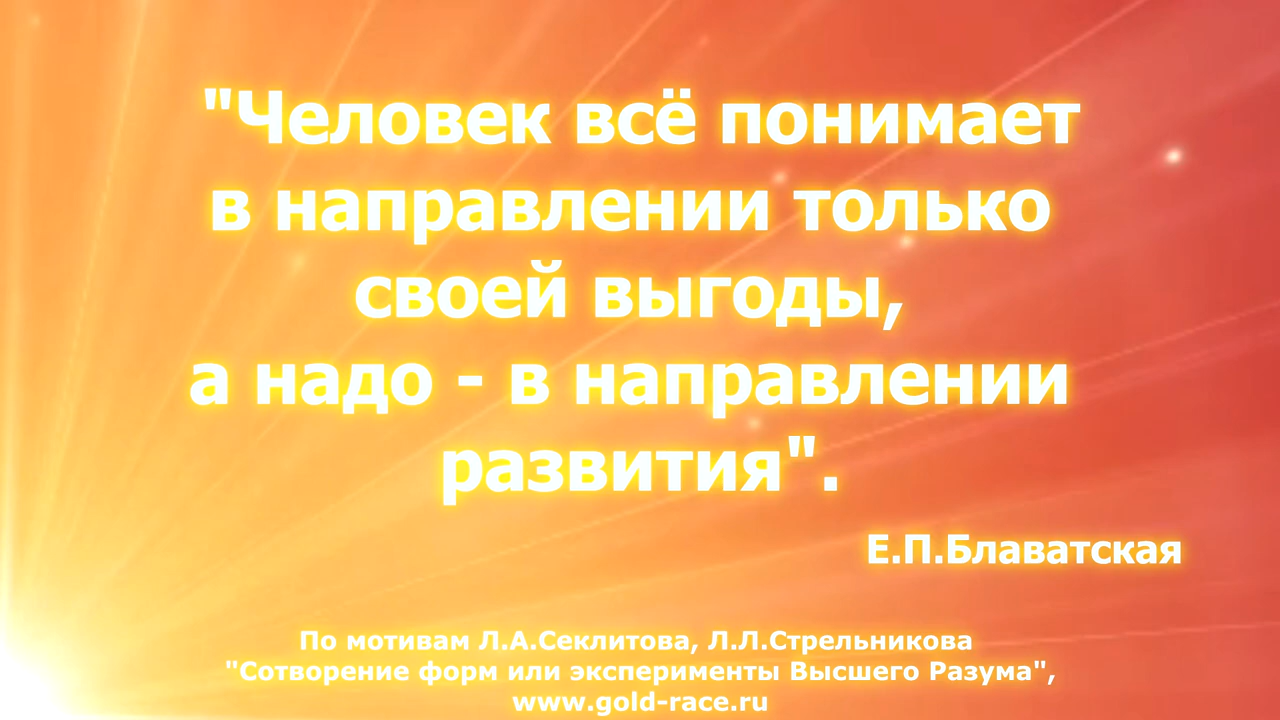 "Человек всё понимает
в направлении только
своей выгоды,
а надо - в направлении
развития".
Е.П.Блаватская
По мотивам Л.А.Секлитова, Л.Л.Стрельникова
"Сотворение форм или эксперименты Высшего Разума",
www.gold-race.ru